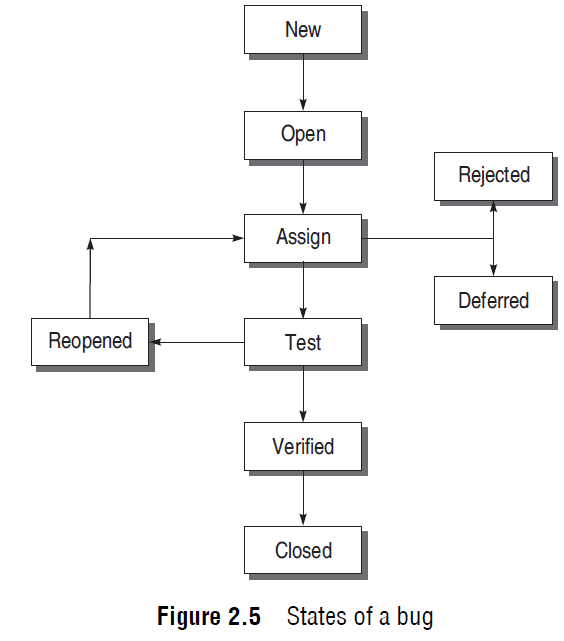 New
Open
Rejected
Assign
Deferred
Reopened
Test
Verified
Closed
Figure 2.5 States of a bug